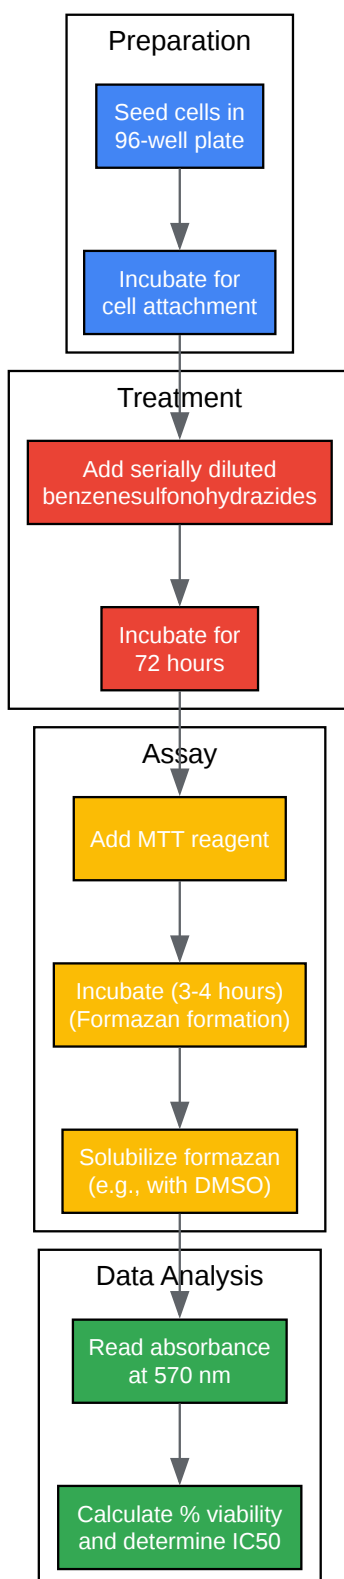 Preparation
Seed cells in
96-well plate
Incubate for
cell attachment
Treatment
Add serially diluted
benzenesulfonohydrazides
Incubate for
72 hours
Assay
Add MTT reagent
Incubate (3-4 hours)
(Formazan formation)
Solubilize formazan
(e.g., with DMSO)
Data Analysis
Read absorbance
at 570 nm
Calculate % viability
and determine IC50